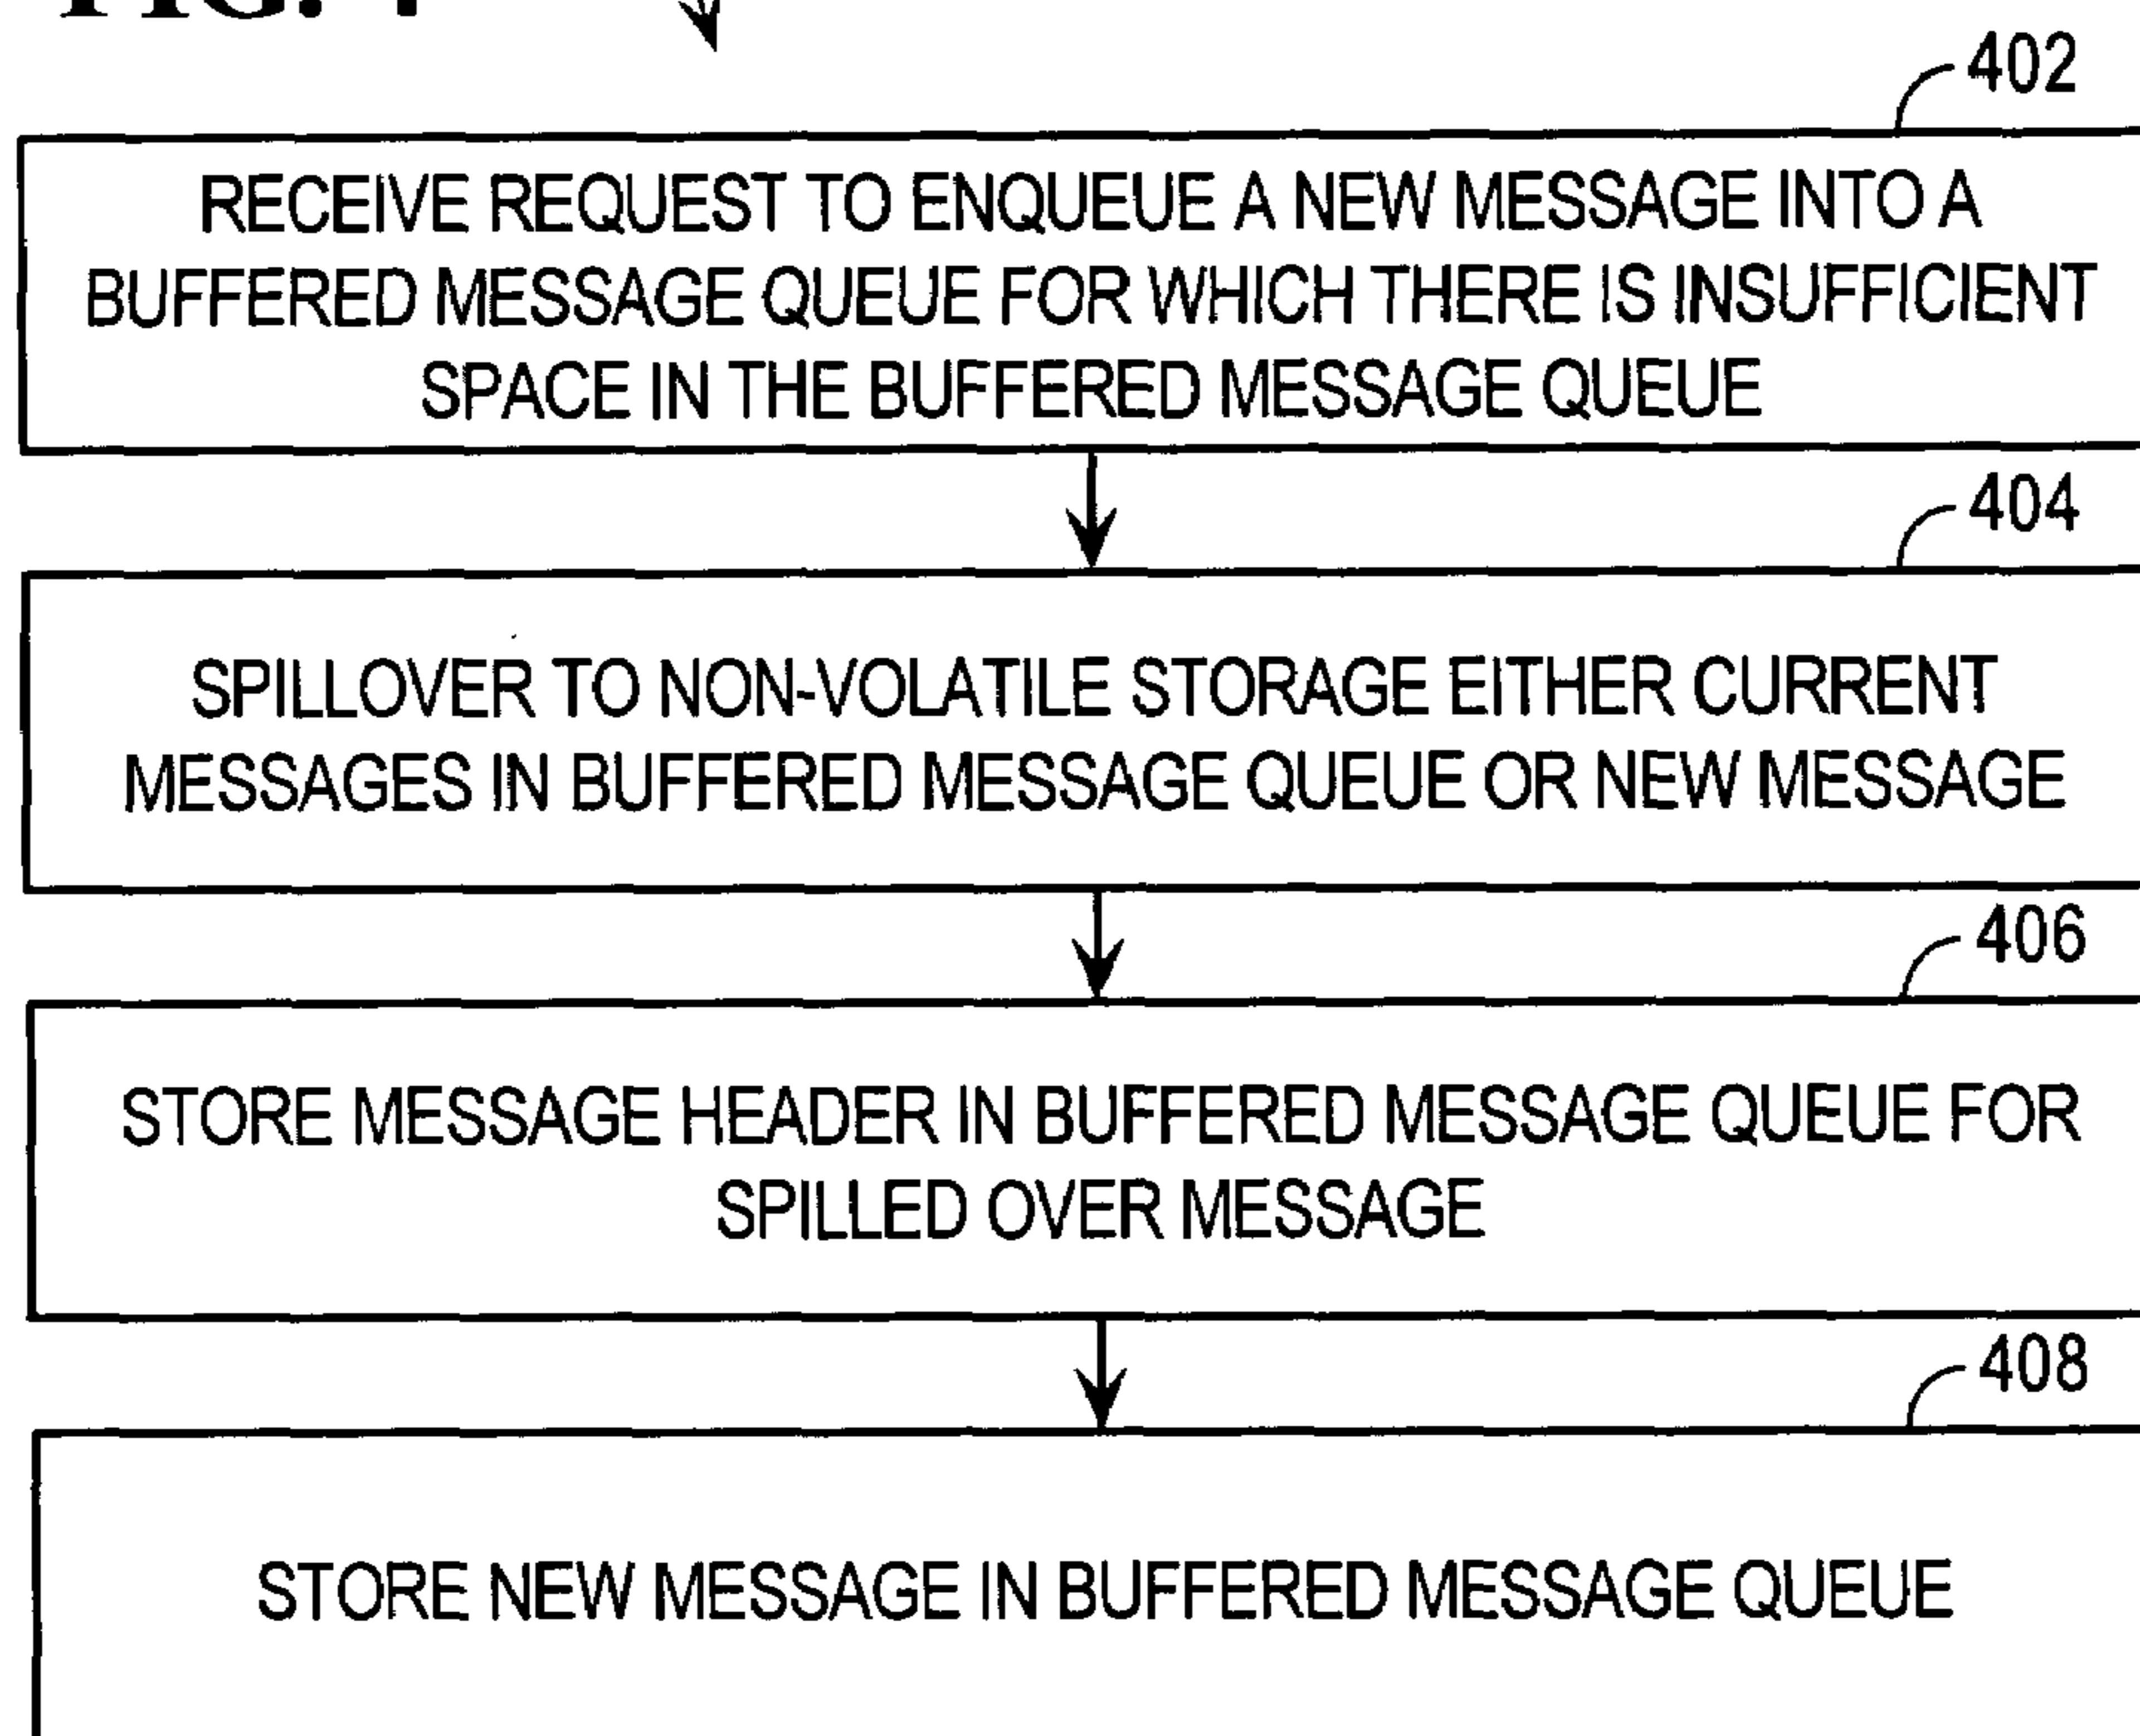 FIG. 4
402
RECEIVE REQUEST TO ENQUEUE A NEW MESSAGE INTO A
BUFFERED MESSAGE QUEUE FOR WHICH THERE IS INSUFFICIENT
SPACE IN THE BUFFERED MESSAGE QUEUE
404
SPILLOVER TO NON-VOLATILE STORAGE EITHER CURRENT
MESSAGES IN BUFFERED MESSAGE QUEUE OR NEW MESSAGE
406
STORE MESSAGE HEADER IN BUFFERED MESSAGE QUEUE FOR
SPILLED OVER MESSAGE
408
STORE NEW MESSAGE IN BUFFERED MESSAGE QUEUE